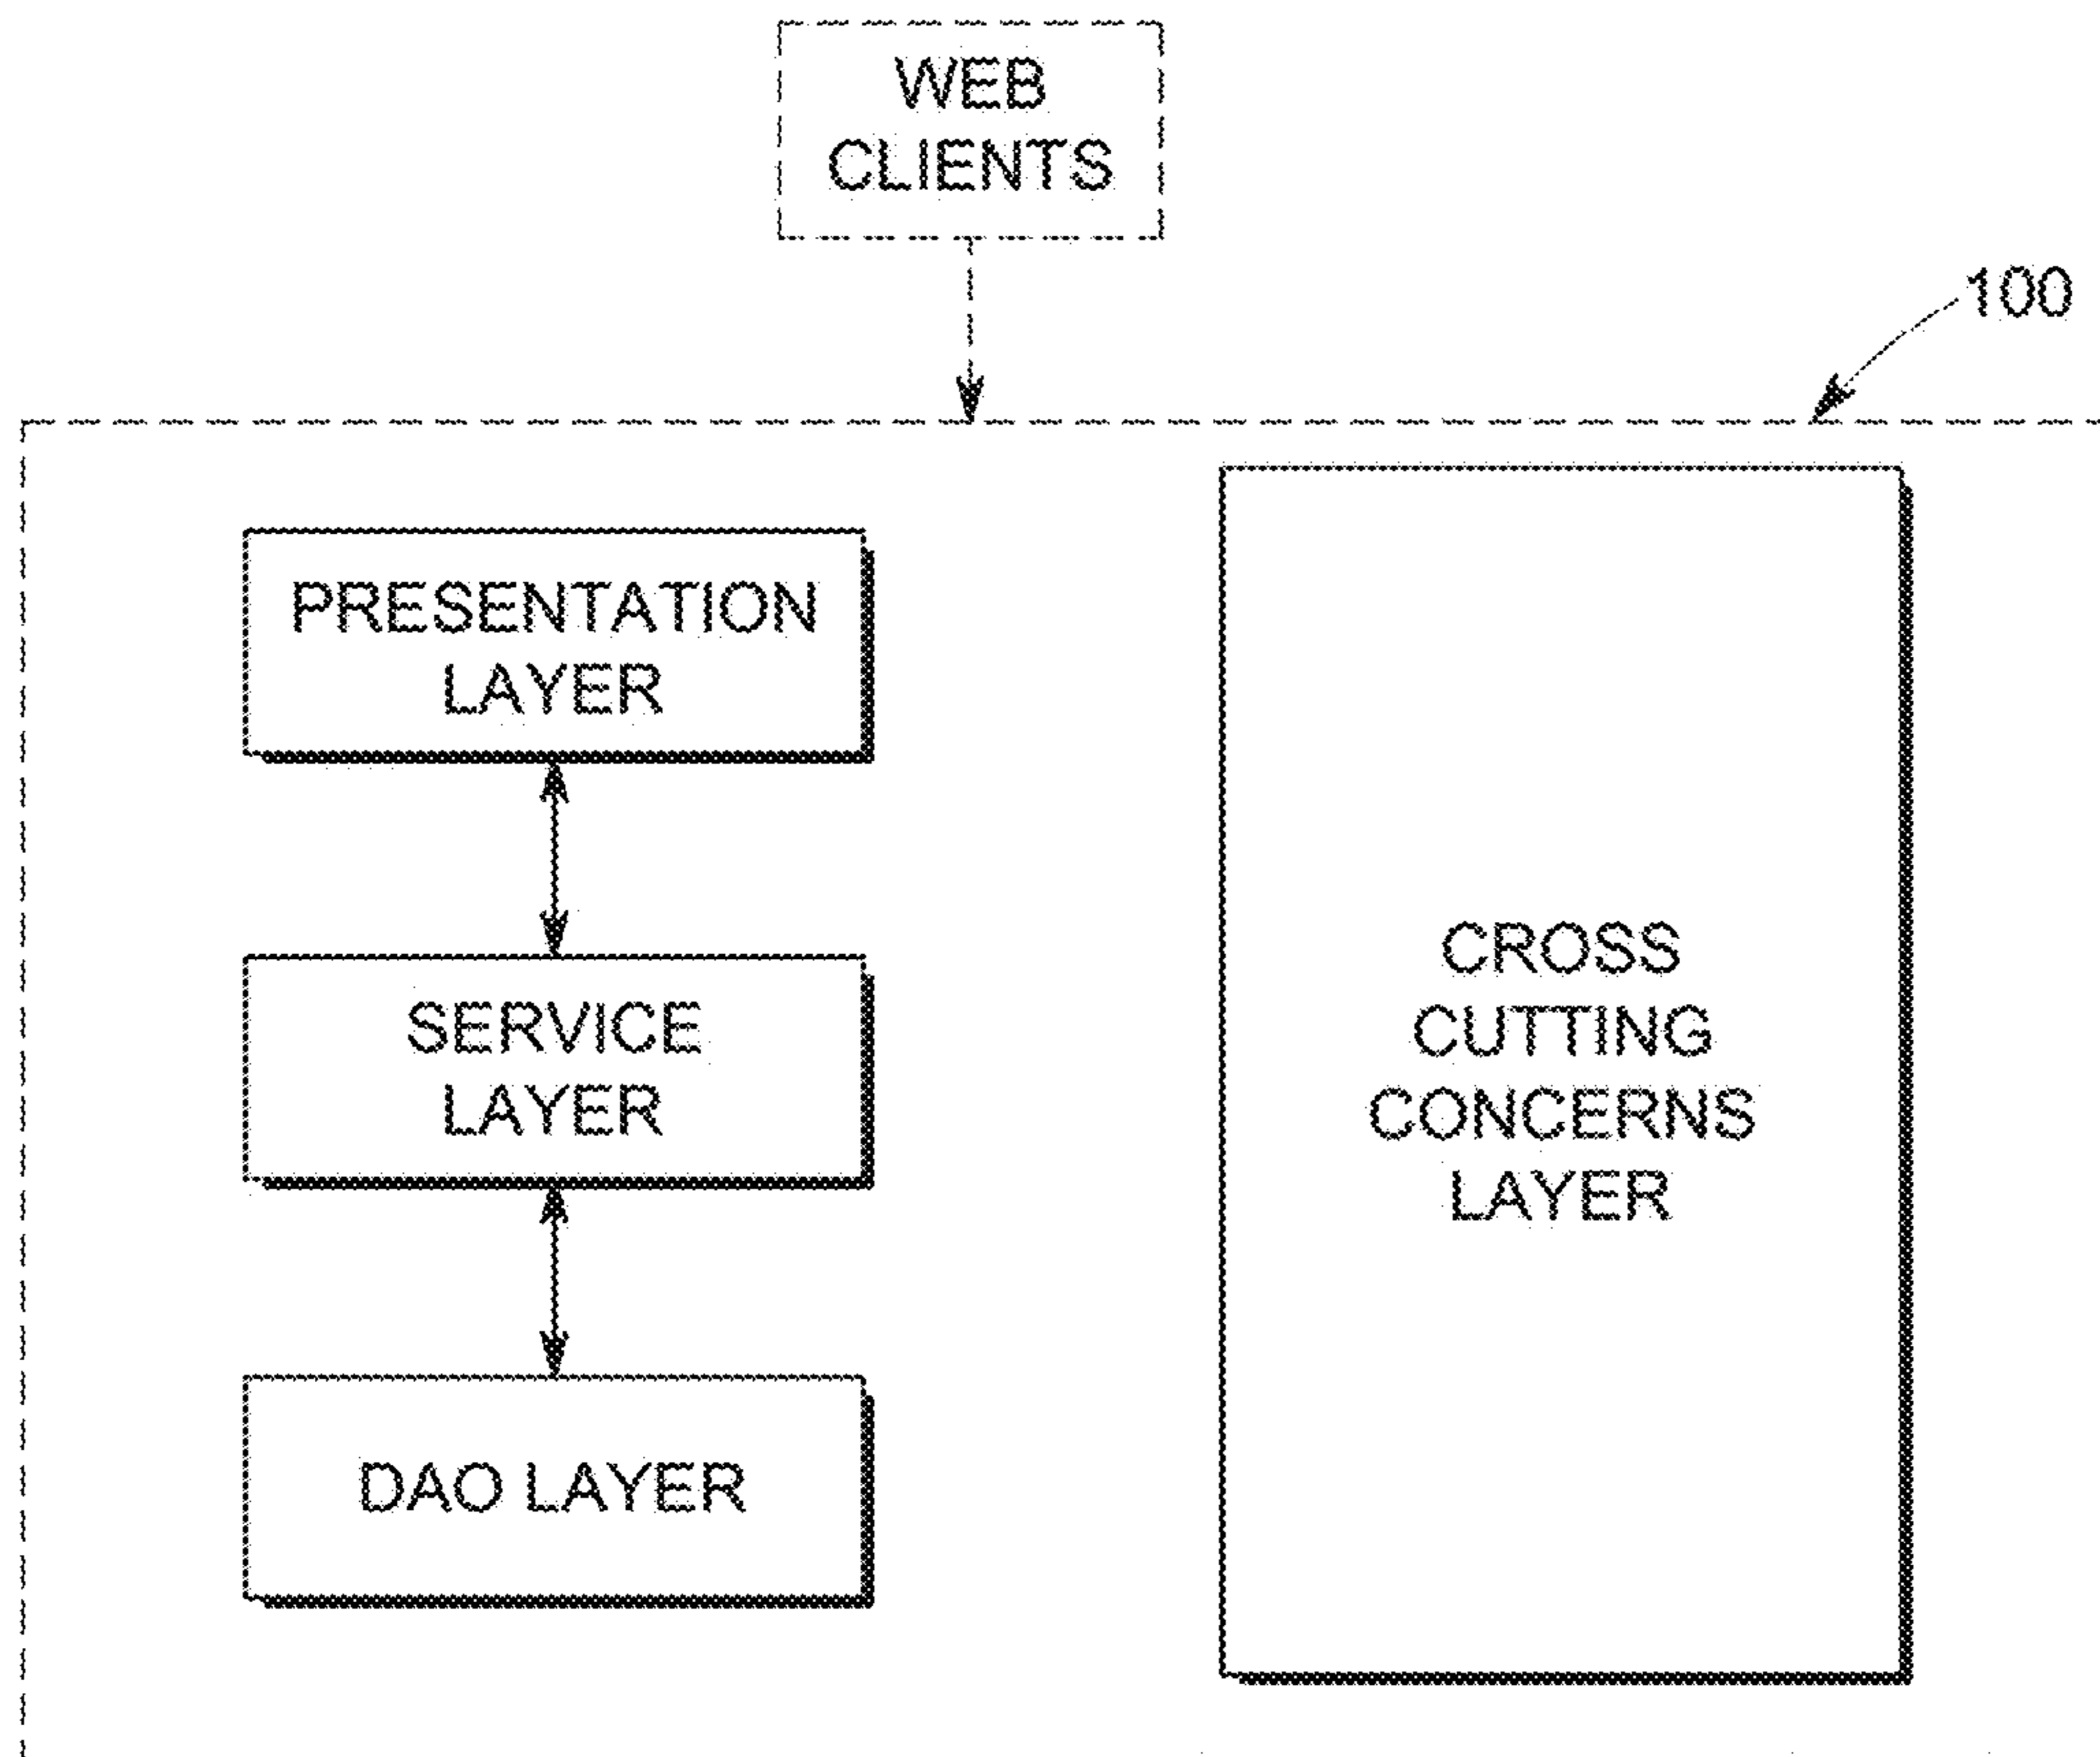 WEB
CLIENTS
100
PRESENTATION
LAYER
SERVICE
LAYER
DAO LAYER
CROSS
CUTTING
CONCERNS
LAYER